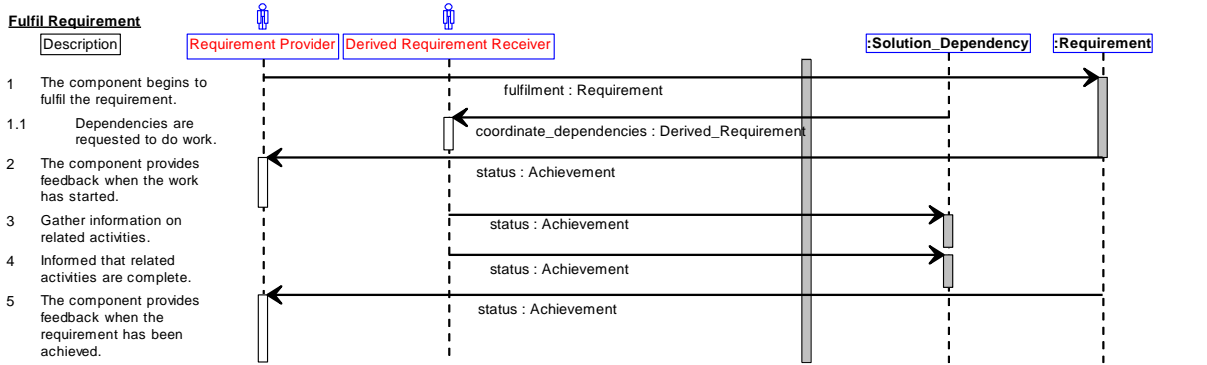 Fulfil Requirement
Description
Requirement Provider
Derived Requirement Receiver
:Solution_Dependency
:Requirement
1
The component begins to
fulfil the requirement.
fulfilment : Requirement
1.1
Dependencies are
requested to do work.
coordinate_dependencies : Derived_Requirement
2
The component provides
feedback when the work
has started.
status : Achievement
3
Gather information on
related activities.
status : Achievement
4
Informed that related
activities are complete.
status : Achievement
5
The component provides
feedback when the
requirement has been
achieved.
status : Achievement